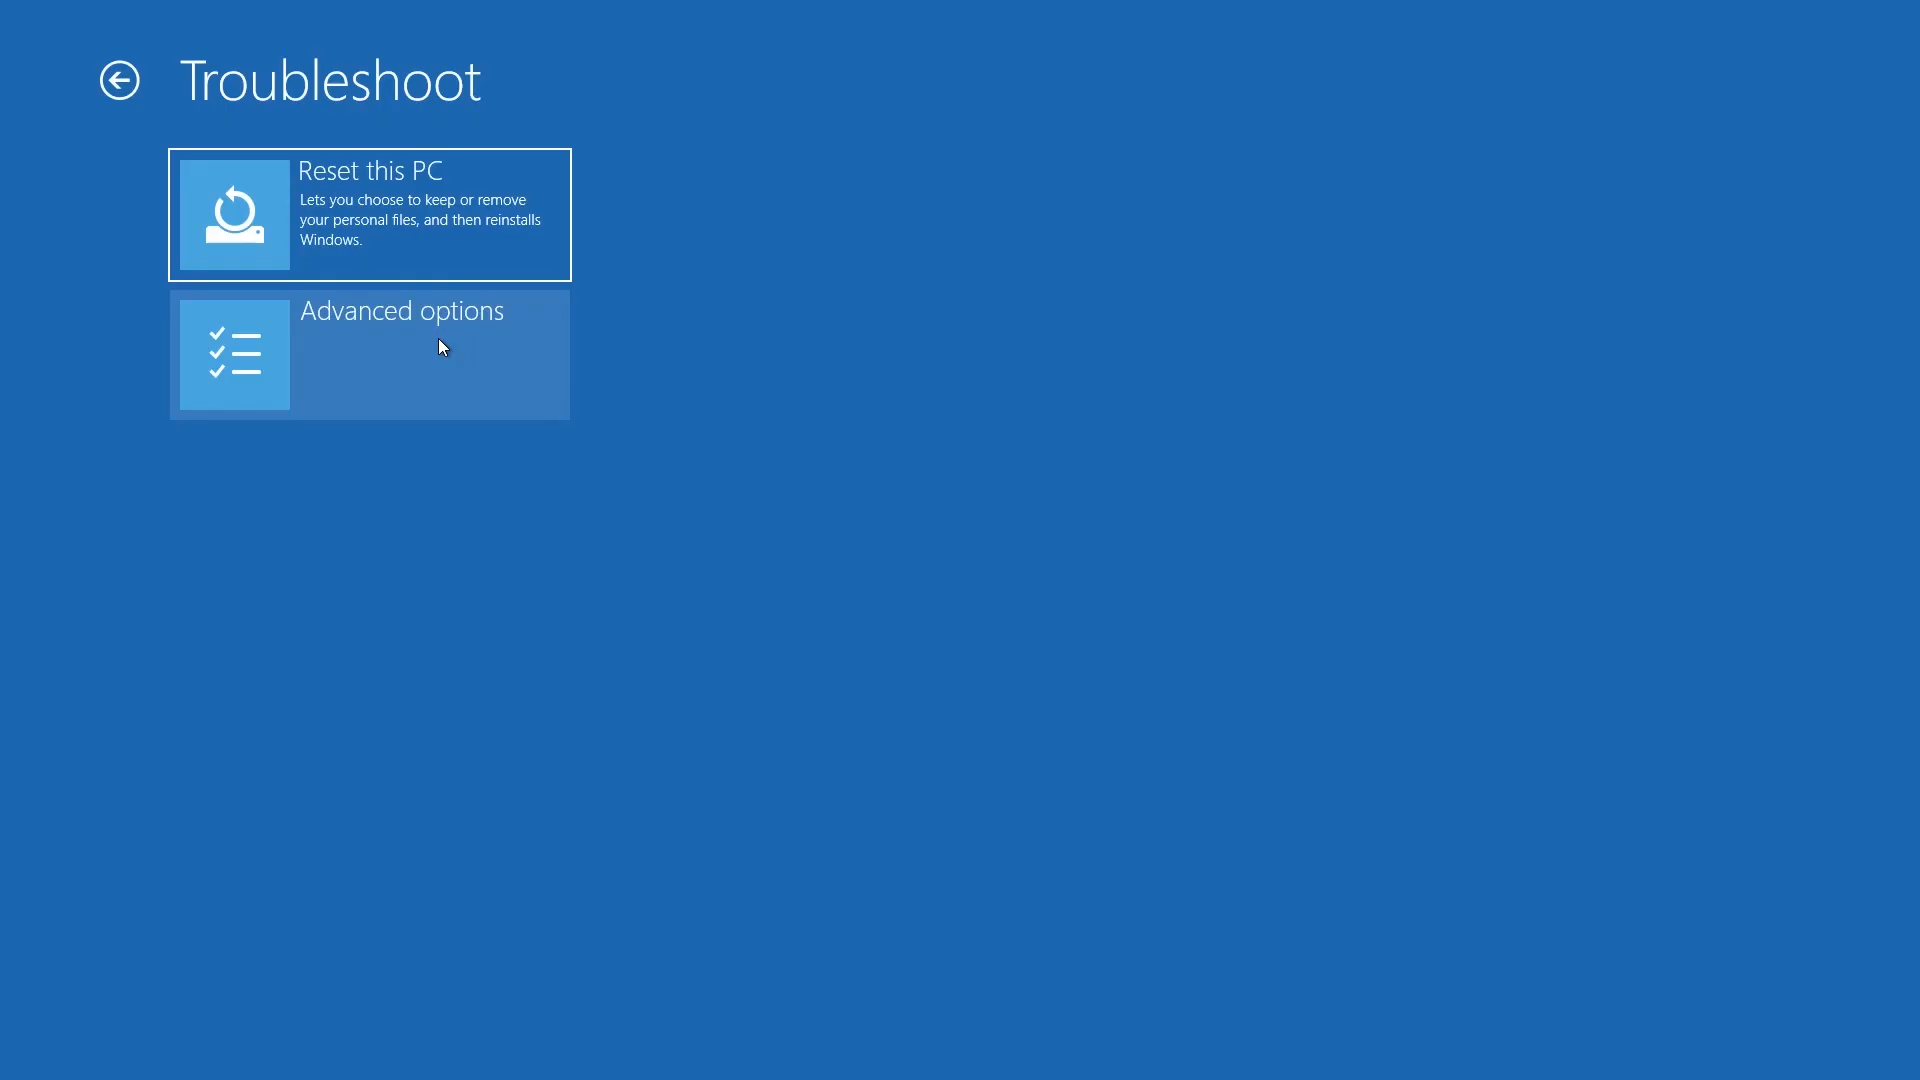 Troubleshoot
Reset this PC
Lets you choose to keep or remove
your personal files, and then reinstalls
Windows.
Advanced options